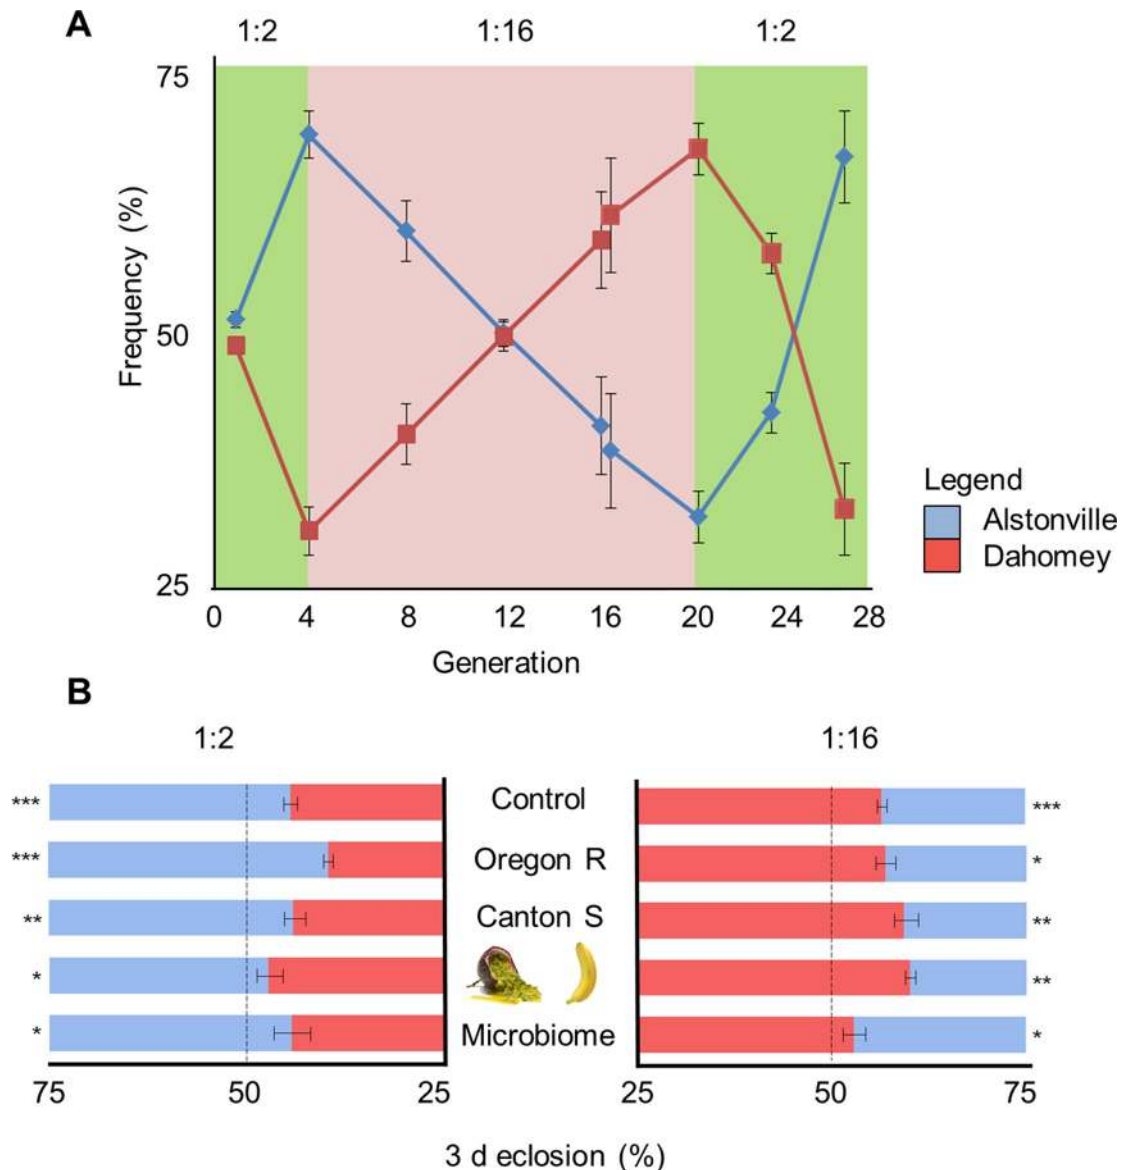 A
1:2 1:16 1:2
75
50
25
Frequency (%)
0 4 8 12 16 20 24 28
Generation
Legend
Alstonville
Dahomey
B
1:2 1:16
*** Control ***
*** Oregon R *
** Canton S **
* **
* Microbiome *
75 50 25 25 50 75
3 d eclosion (%)